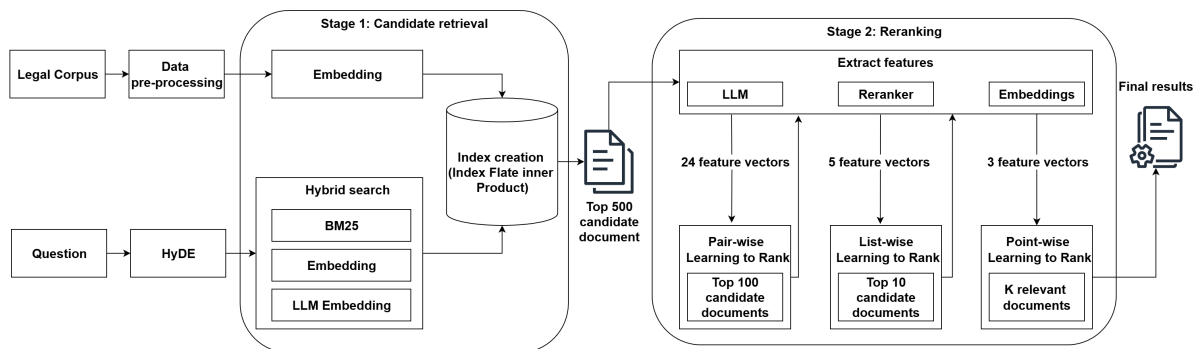 Stage 1: Candidate retrieval
Legal Corpus
Data
pre-processing
Embedding
Index creation
(Index Flate inner
Product)
Hybrid search
BM25
Embedding
LLM Embedding
Question
HyDE
Top 500
candidate
document
Stage 2: Reranking
Extract features
LLM
Reranker
Embeddings
24 feature vectors
5 feature vectors
3 feature vectors
Pair-wise
Learning to Rank
Top 100
candidate
documents
List-wise
Learning to Rank
Top 10
candidate
documents
Point-wise
Learning to Rank
K relevant
documents
Final results